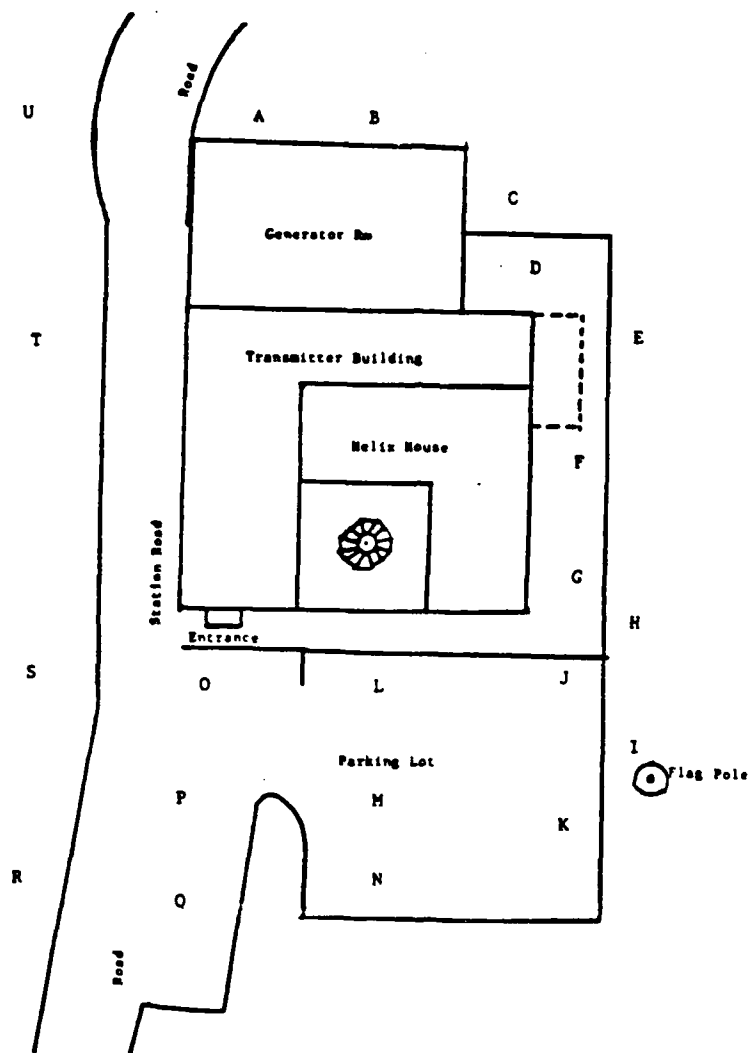 Road
U
A B
C
Generator Rm
D
T
E
Transmitter Building
Helix House
F
Station Road
G
H
Entrance
S
O
L
J
I
Parking Lot
Flag Pole
P
M
K
R
N
Q
Road